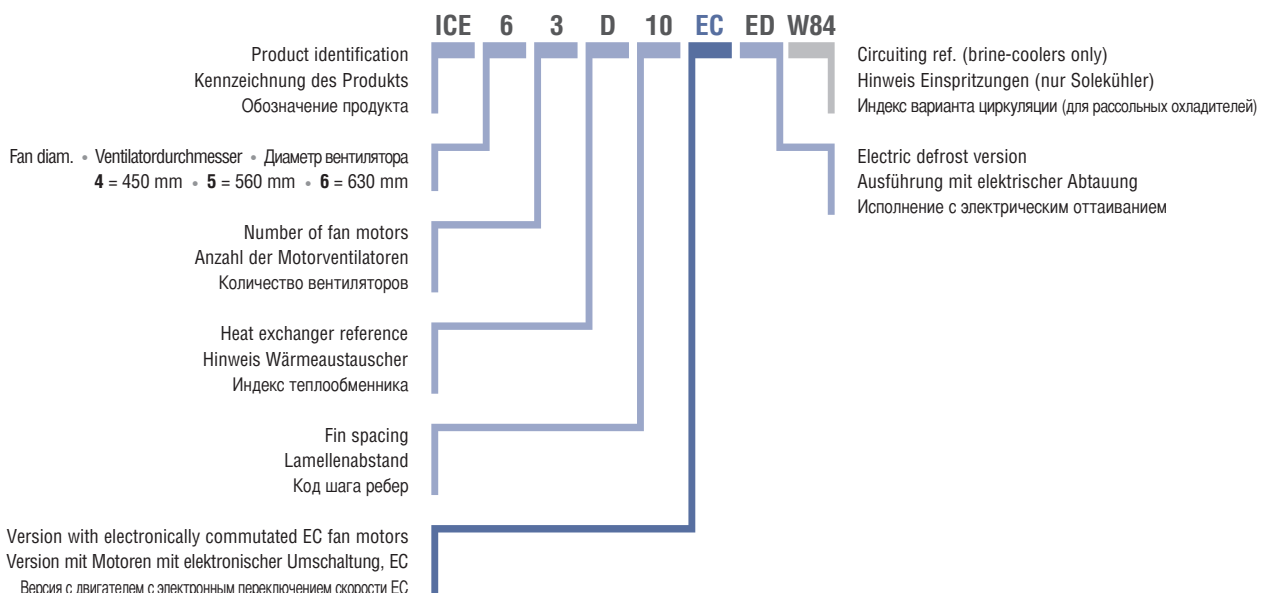 ICE 6 3 D 10 EC ED W84
Product identification
Kennzeichnung des Produkts
Обозначение продукта
Circuiting ref. (brine-coolers only)
Hinweis Einspritzungen (nur Solekühler)
Индекс варианта циркуляции (для рассольных охладителей)
Fan diam. • Ventilatordurchmesser • Диаметр вентилятора
4 = 450 mm • 5 = 560 mm • 6 = 630 mm
Electric defrost version
Ausführung mit elektrischer Abtauung
Исполнение с электрическим оттаиванием
Number of fan motors
Anzahl der Motorventilatoren
Количество вентиляторов
Heat exchanger reference
Hinweis Wärmeaustauscher
Индекс теплообменника
Fin spacing
Lamellenabstand
Код шага ребер
Version with electronically commutated EC fan motors
Version mit Motoren mit elektronischer Umschaltung, EC
Версия с двигателем с электронным переключением скорости EC